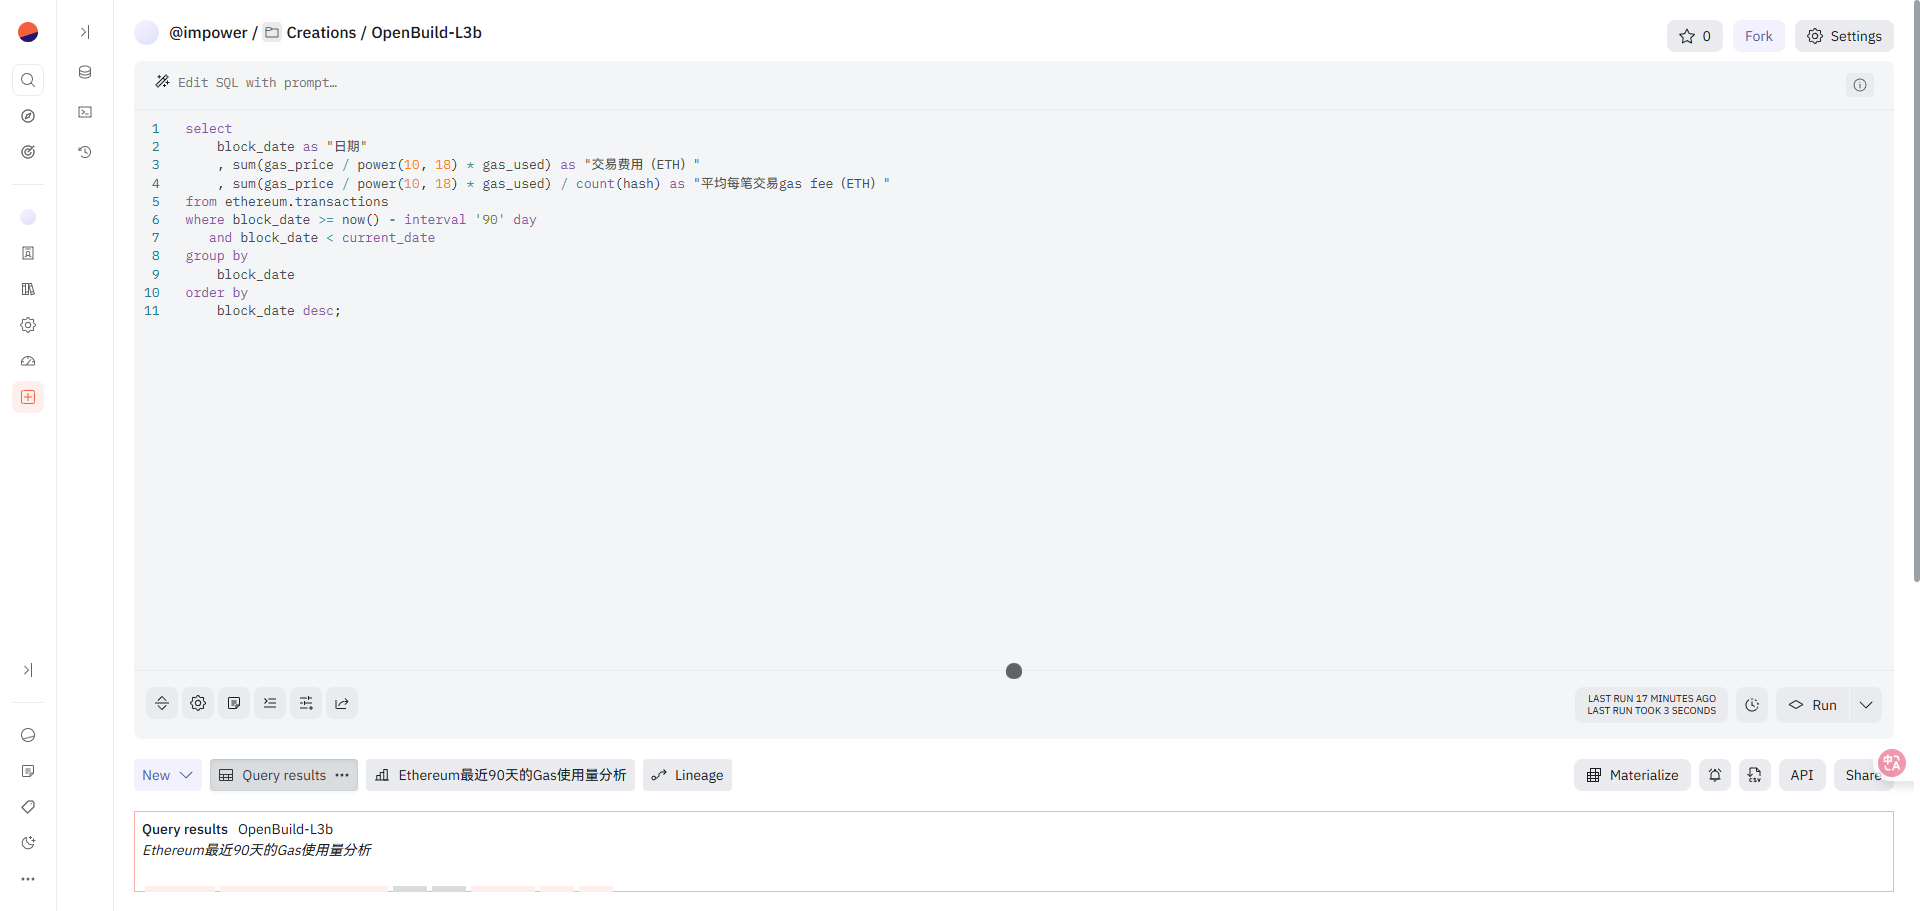 @impower / Creations / OpenBuild-L3b
0 Fork Settings
Edit SQL with prompt…
1 select
2 block_date as "日期"
3 , sum(gas_price / power(10, 18) * gas_used) as "交易费用（ETH）"
4 , sum(gas_price / power(10, 18) * gas_used) / count(hash) as "平均每笔交易gas fee（ETH）"
5 from ethereum.transactions
6 where block_date >= now() - interval '90' day
7 and block_date < current_date
8 group by
9 block_date
10 order by
11 block_date desc;
LAST RUN 17 MINUTES AGO
LAST RUN TOOK 3 SECONDS
Run
New Query results Ethereum最近90天的Gas使用量分析 Lineage Materialize CSV API Share
Query results OpenBuild-L3b
Ethereum最近90天的Gas使用量分析